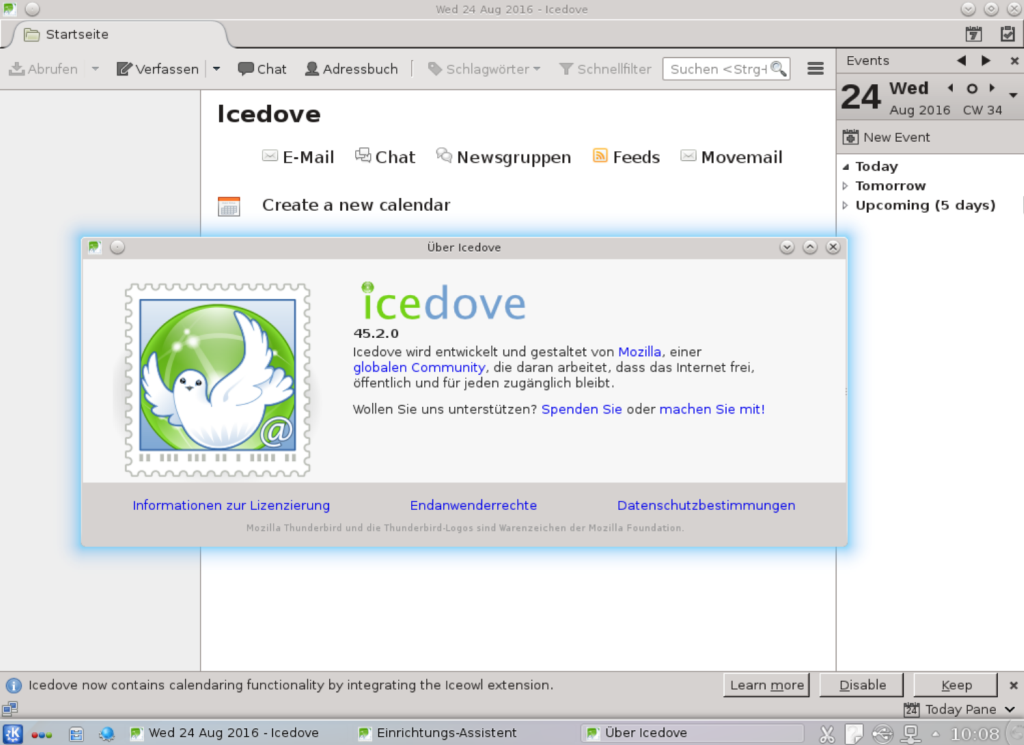 Wed 24 Aug 2016 - Icedove
Startseite
Abrufen Verfassen Chat Adressbuch Schlagwörter Schnellfilter Suchen <Strg+
Events
24 Wed
Aug 2016 CW 34
New Event
Today
Tomorrow
Upcoming (5 days)
Icedove
E-Mail Chat Newsgruppen Feeds Movemail
Create a new calendar
Über Icedove
icedove
45.2.0
Icedove wird entwickelt und gestaltet von Mozilla, einer
globalen Community, die daran arbeitet, dass das Internet frei,
öffentlich und für jeden zugänglich bleibt.
Wollen Sie uns unterstützen? Spenden Sie oder machen Sie mit!
@
Informationen zur Lizenzierung Endanwenderrechte Datenschutzbestimmungen
Mozilla Thunderbird und die Thunderbird-Logos sind Warenzeichen der Mozilla Foundation.
Icedove now contains calendaring functionality by integrating the Iceowl extension. Learn more Disable Keep
24 Today Pane
Wed 24 Aug 2016 - Icedove Einrichtungs-Assistent Über Icedove 10:08